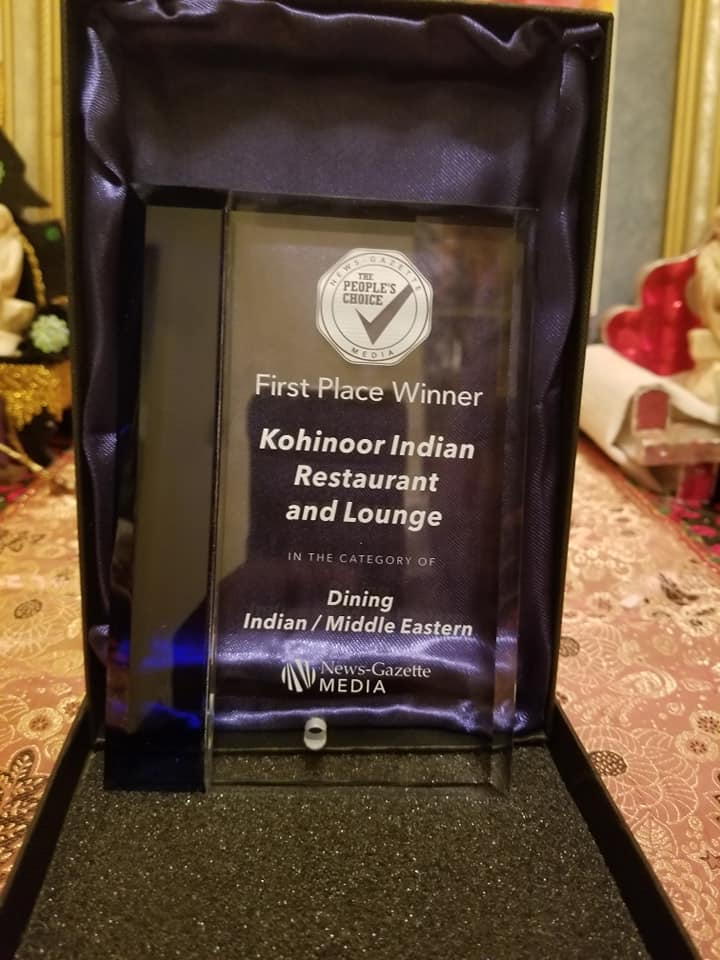 NEWS-GAZETTE
THE
PEOPLE'S
CHOICE
MEDIA
First Place Winner
Kohinoor Indian
Restaurant
and Lounge
IN THE CATEGORY OF
Dining
Indian / Middle Eastern
News-Gazette
MEDIA